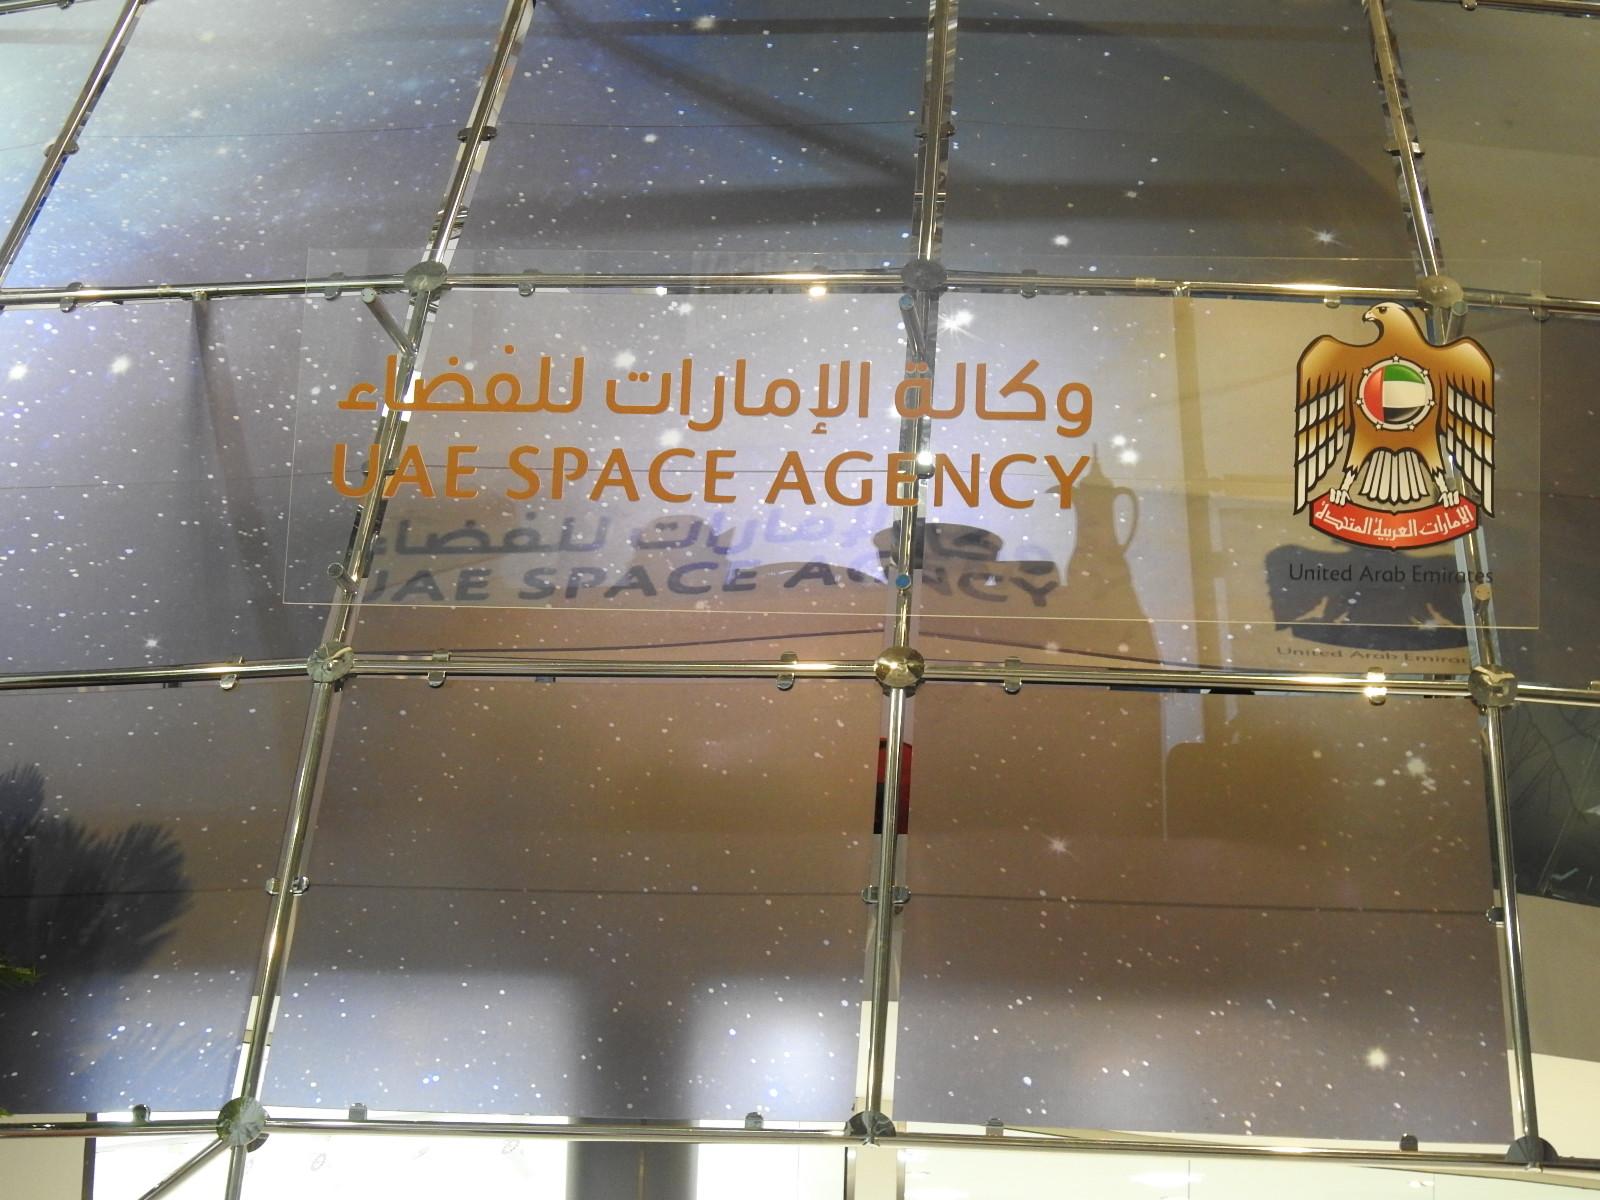 وكالة الإمارات للفضاء
UAE SPACE AGENCY
الإمارات العربية المتحدة
United Arab Emirates